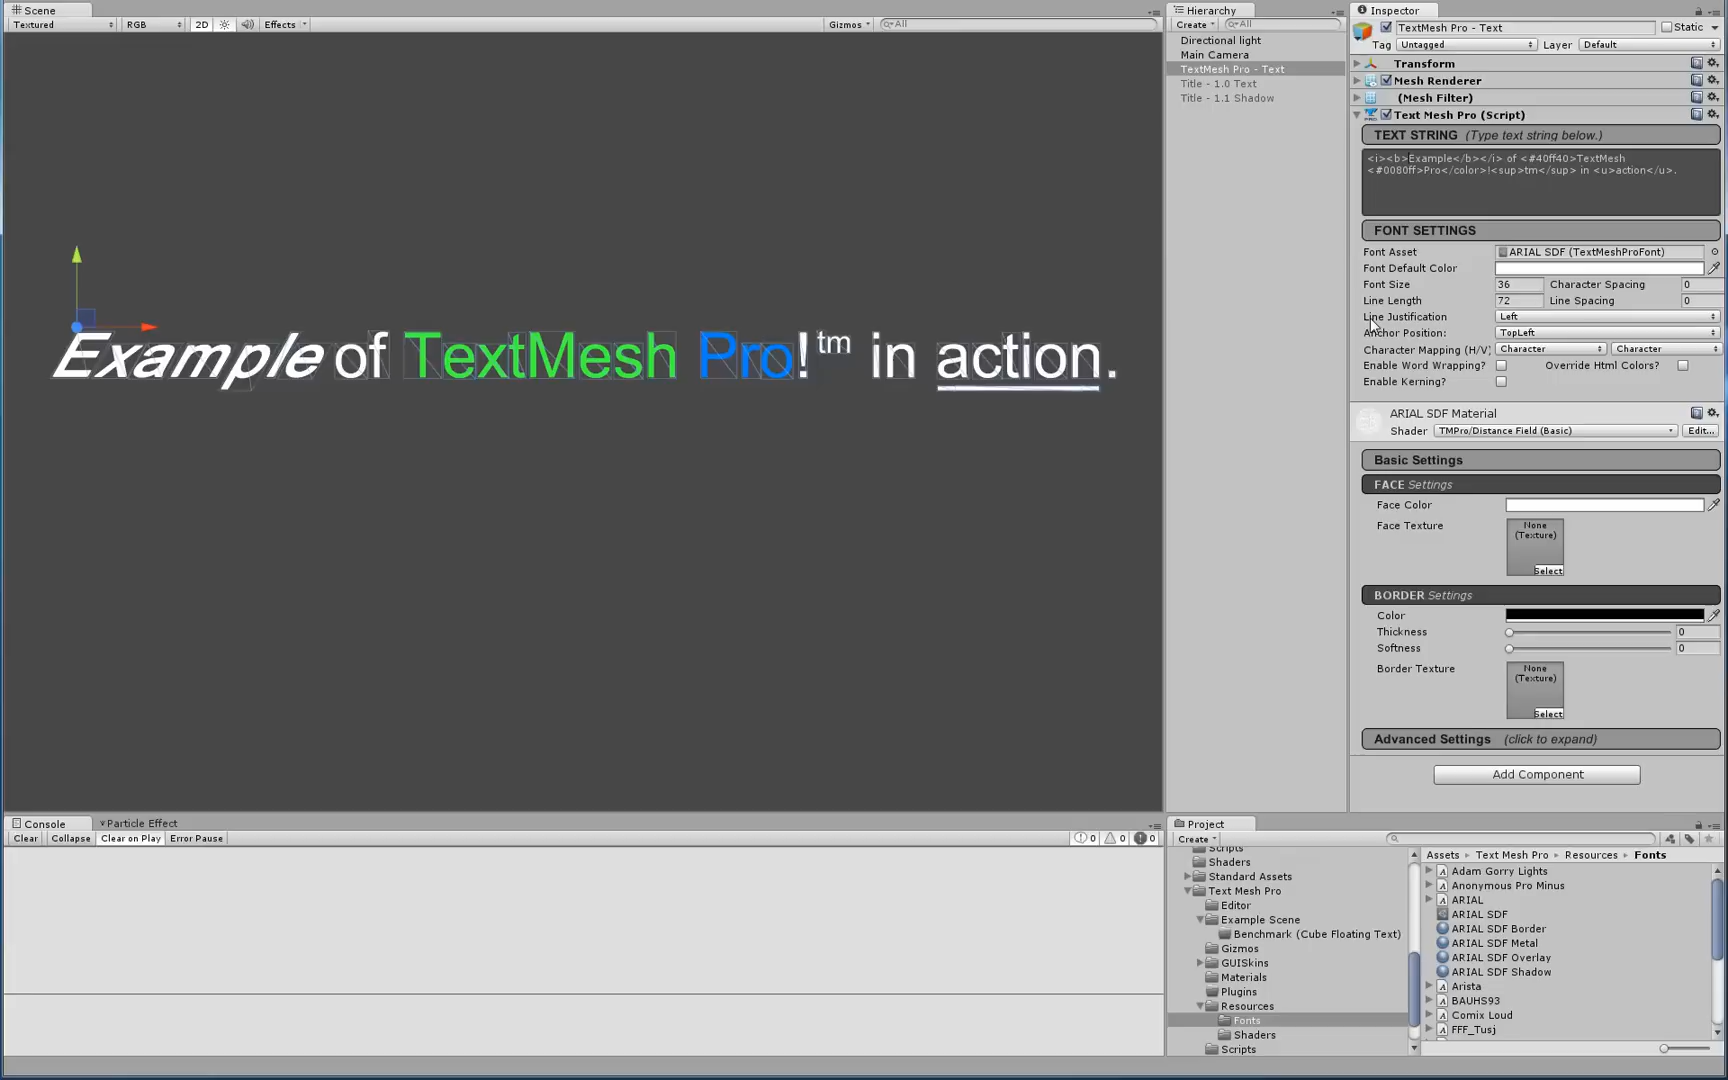 Scene
Textured RGB 2D Effects Gizmos All
Example of TextMesh Pro!tm in action.
Console Particle Effect
Clear Collapse Clear on Play Error Pause 0 0 0
Hierarchy
Create All
Directional light
Main Camera
TextMesh Pro - Text
Title - 1.0 Text
Title - 1.1 Shadow
Inspector
TextMesh Pro - Text Static
Tag Untagged Layer Default
Transform
Mesh Renderer
(Mesh Filter)
Text Mesh Pro (Script)
TEXT STRING (Type text string below.)
<i><b>Example</b></i> of <#40ff40>TextMesh
<#0080ff>Pro</color>!<sup>tm</sup> in <u>action</u>.
FONT SETTINGS
Font Asset ARIAL SDF (TextMeshProFont)
Font Default Color
Font Size 36 Character Spacing 0
Line Length 72 Line Spacing 0
Line Justification Left
Anchor Position: TopLeft
Character Mapping (H/V) Character Character
Enable Word Wrapping? Override Html Colors?
Enable Kerning?
ARIAL SDF Material
Shader TMPro/Distance Field (Basic) Edit...
Basic Settings
FACE Settings
Face Color
Face Texture None
(Texture)
Select
BORDER Settings
Color
Thickness 0
Softness 0
Border Texture None
(Texture)
Select
Advanced Settings (click to expand)
Add Component
Project
Create
Scripts
Shaders
Standard Assets
Text Mesh Pro
Editor
Example Scene
Benchmark (Cube Floating Text)
Gizmos
GUISkins
Materials
Plugins
Resources
Fonts
Shaders
Scripts
Assets ▸ Text Mesh Pro ▸ Resources ▸ Fonts
Adam Gorry Lights
Anonymous Pro Minus
ARIAL
ARIAL SDF
ARIAL SDF Border
ARIAL SDF Metal
ARIAL SDF Overlay
ARIAL SDF Shadow
Arista
BAUHS93
Comix Loud
FFF_Tusj